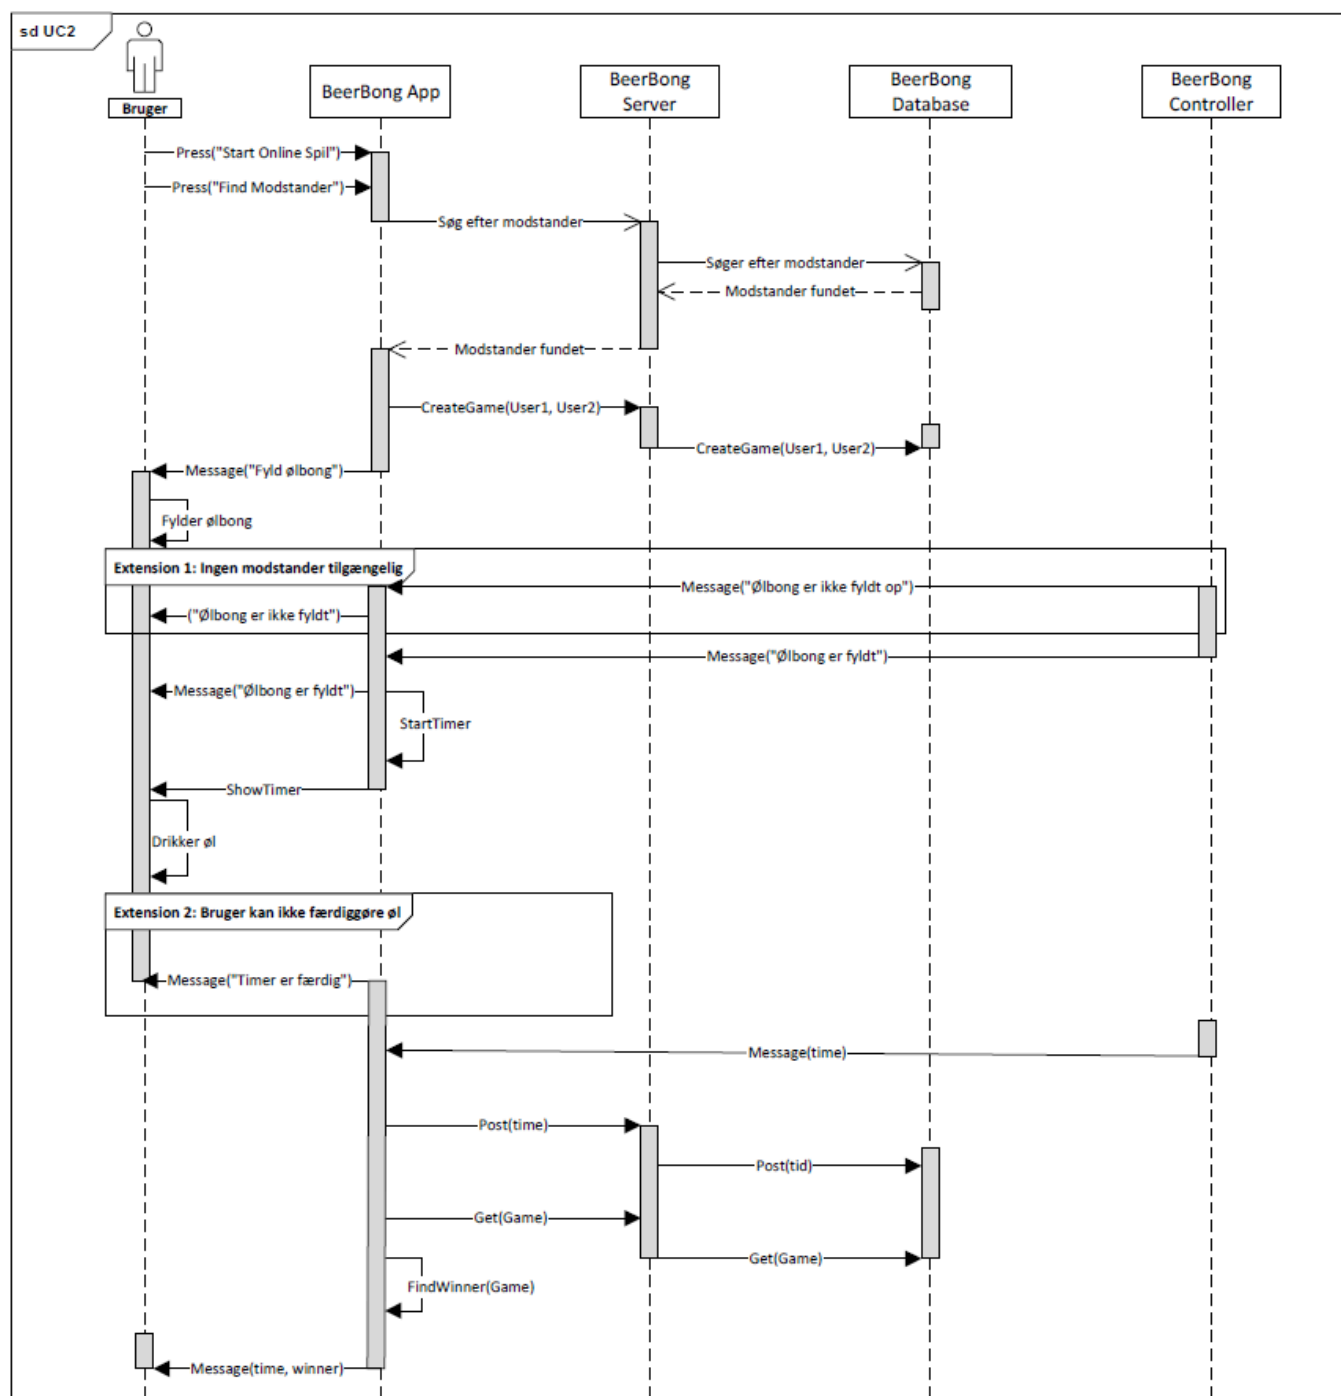 sd UC2
Bruger
BeerBong App
BeerBong
Server
BeerBong
Database
BeerBong
Controller
Press("Start Online Spil")
Press("Find Modstander")
Søg efter modstander
Søger efter modstander
Modstander fundet
Modstander fundet
CreateGame(User1, User2)
CreateGame(User1, User2)
Message("Fyld ølbong")
Fylder ølbong
Extension 1: Ingen modstander tilgængelig
Message("Ølbong er ikke fyldt op")
("Ølbong er ikke fyldt")
Message("Ølbong er fyldt")
Message("Ølbong er fyldt")
StartTimer
ShowTimer
Drikker øl
Extension 2: Bruger kan ikke færdiggøre øl
Message("Timer er færdig")
Message(time)
Post(time)
Post(tid)
Get(Game)
Get(Game)
FindWinner(Game)
Message(time, winner)